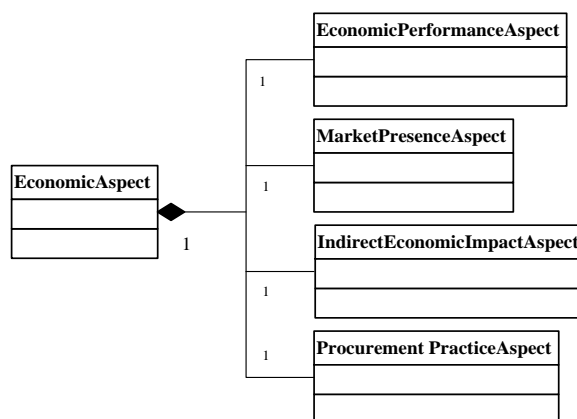 EconomicPerformanceAspect
1
MarketPresenceAspect
EconomicAspect
1
1
IndirectEconomicImpactAspect
1
1
Procurement PracticeAspect